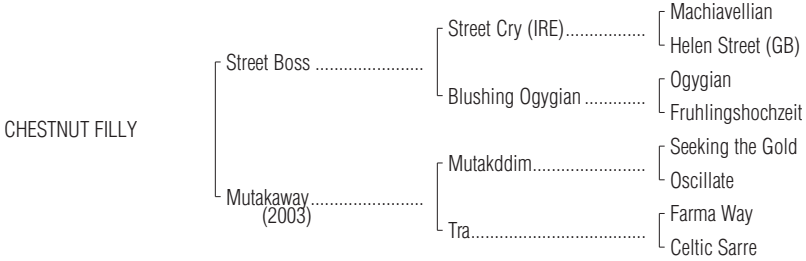 Machiavellian
Street Cry (IRE).................
Helen Street (GB)
Street Boss .......................
Ogygian
Blushing Ogygian .............
Fruhlingshochzeit
CHESTNUT FILLY
Seeking the Gold
Mutakddim........................
Oscillate
Mutakaway........................
(2003)
Farma Way
Tra.....................................
Celtic Sarre